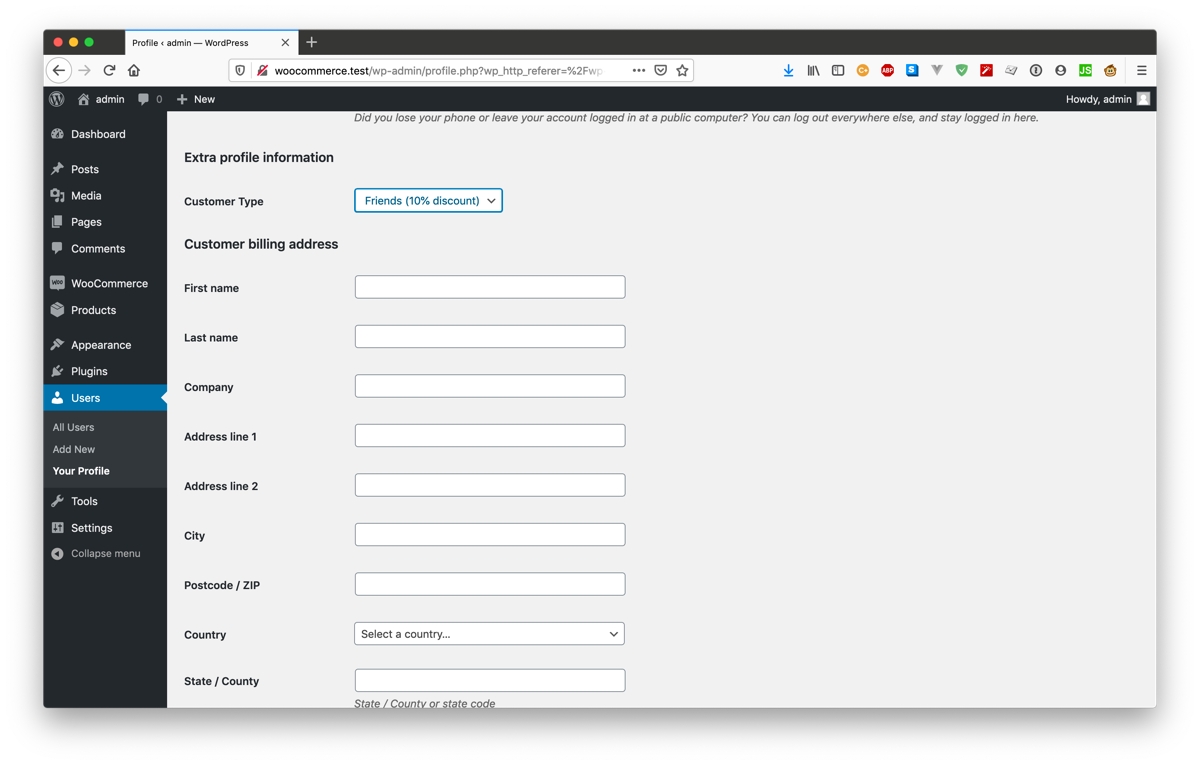 Profile ‹ admin — WordPress
woocommerce.test/wp-admin/profile.php?wp_http_referer=%2Fwp
ABP
S
JS
admin
0
New
Howdy, admin
Did you lose your phone or leave your account logged in at a public computer? You can log out everywhere else, and stay logged in here.
Dashboard
Posts
Media
Pages
Comments
Woo WooCommerce
Products
Appearance
Plugins
Users
All Users
Add New
Your Profile
Tools
Settings
Collapse menu
Extra profile information
Customer Type
Friends (10% discount)
Customer billing address
First name
Last name
Company
Address line 1
Address line 2
City
Postcode / ZIP
Country
Select a country...
State / County
State / County or state code